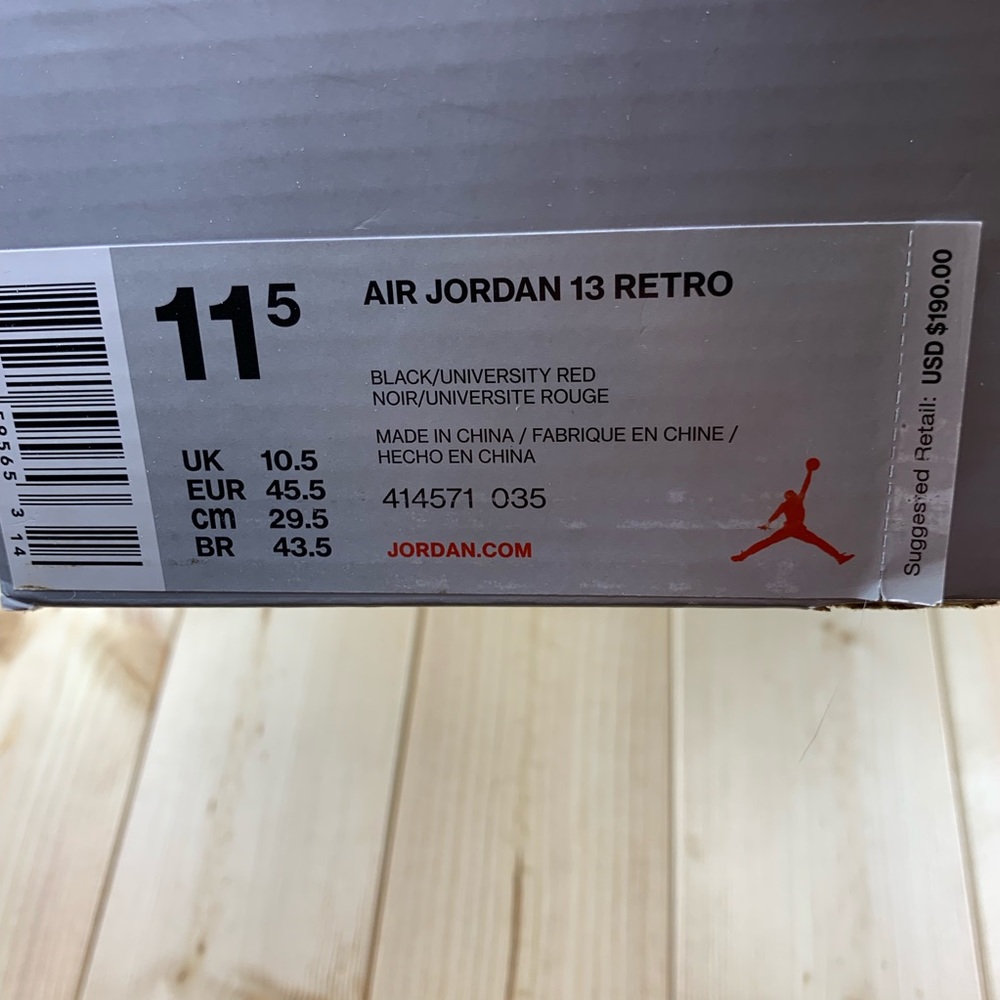 11⁵
AIR JORDAN 13 RETRO
BLACK/UNIVERSITY RED
NOIR/UNIVERSITE ROUGE
MADE IN CHINA / FABRIQUE EN CHINE /
HECHO EN CHINA
414571 035
JORDAN.COM
UK 10.5
EUR 45.5
cm 29.5
BR 43.5
Suggested Retail: USD $190.00
9565 314